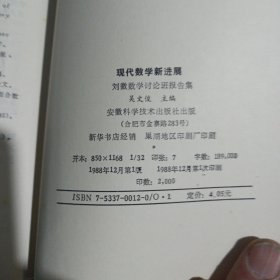 现代数学新进展
刘徽数学讨论班报告集
吴文俊 主编
安徽科学技术出版社出版
(合肥市金寨路283号)
新华书店经销 巢湖地区印刷厂印刷
开本:850×1168 1/32 印张:7 字数:189,000
1988年12月第1版 1988年12月第1次印刷
印数:2,000
ISBN 7-5337-0012-0/O·1 定价:4.05元